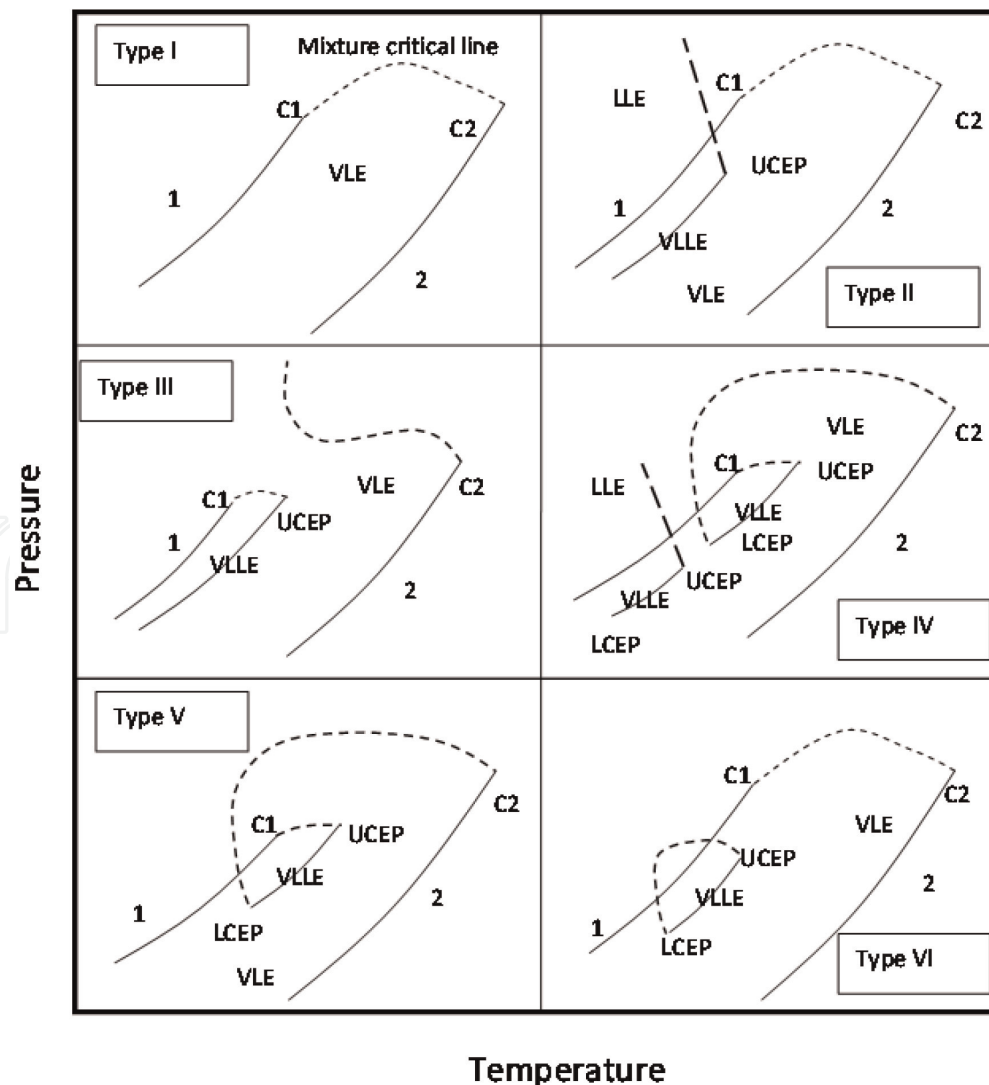 Type I
Mixture critical line
C1
C2
VLE
1
2
Type II
LLE
C1
C2
UCEP
1
2
VLLE
VLE
Type III
C1
VLE
C2
UCEP
1
VLLE
2
Type IV
VLE
C1
C2
UCEP
LLE
VLLE
LCEP
2
UCEP
VLLE
LCEP
Type V
C2
C1
UCEP
VLLE
2
1
LCEP
VLE
Type VI
C1
C2
VLE
UCEP
2
VLLE
1
LCEP
Pressure
Temperature